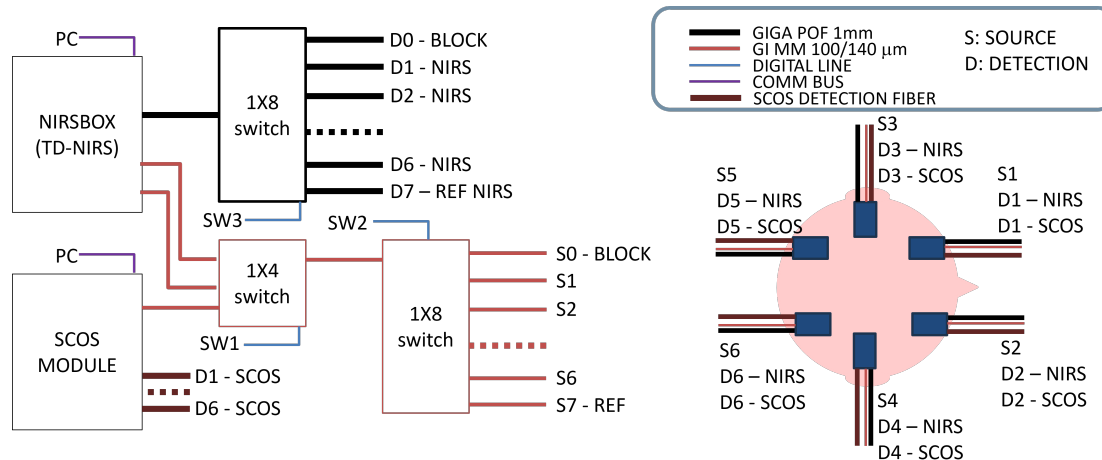 PC
NIRSBOX
(TD-NIRS)
1X8
switch
D0 - BLOCK
D1 - NIRS
D2 - NIRS
D6 - NIRS
D7 – REF NIRS
SW3
SW2
PC
SCOS
MODULE
1X4
switch
SW1
1X8
switch
S0 - BLOCK
S1
S2
S6
S7 - REF
D1 - SCOS
D6 - SCOS
GIGA POF 1mm
GI MM 100/140 μm
DIGITAL LINE
COMM BUS
SCOS DETECTION FIBER
S: SOURCE
D: DETECTION
S3
D3 – NIRS
D3 - SCOS
S5
D5 – NIRS
D5 - SCOS
S1
D1 – NIRS
D1 - SCOS
S6
D6 – NIRS
D6 - SCOS
S2
D2 – NIRS
D2 - SCOS
S4
D4 – NIRS
D4 - SCOS